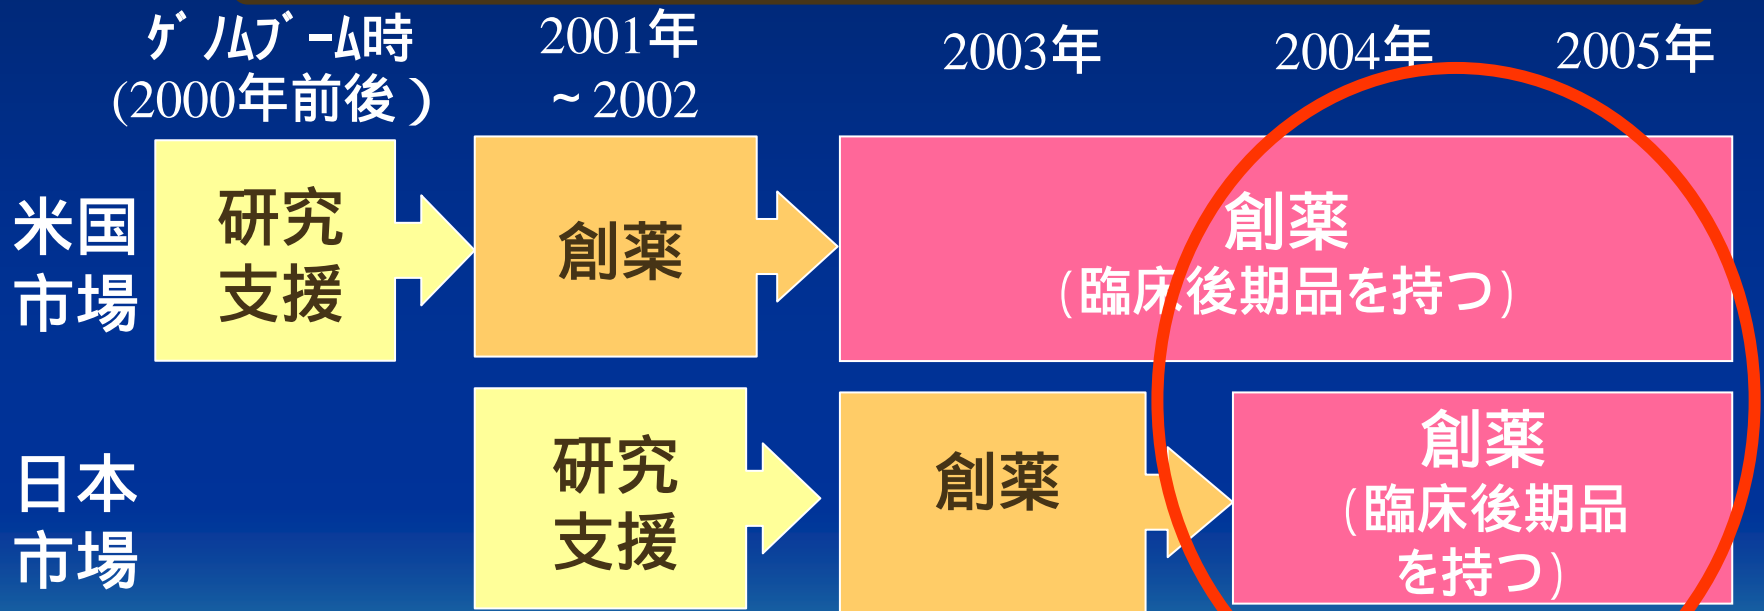 ｹﾞﾉﾑﾌﾞｰﾑ時
(2000年前後)
2001年
~2002
2003年
2004年
2005年
米国
市場
研究
支援
創薬
創薬
(臨床後期品を持つ)
日本
市場
研究
支援
創薬
創薬
(臨床後期品
を持つ)